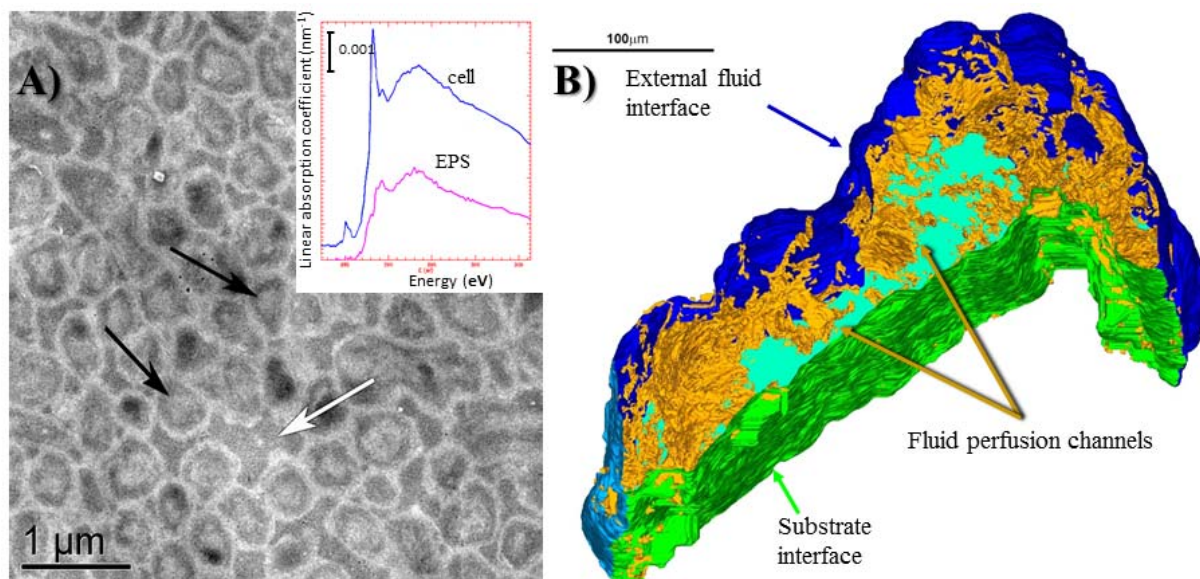 A)
Linear absorption coefficient (nm⁻¹)
0.001
cell
EPS
Energy (eV)
1 μm
100μm
B)
External fluid
interface
Fluid perfusion channels
Substrate
interface